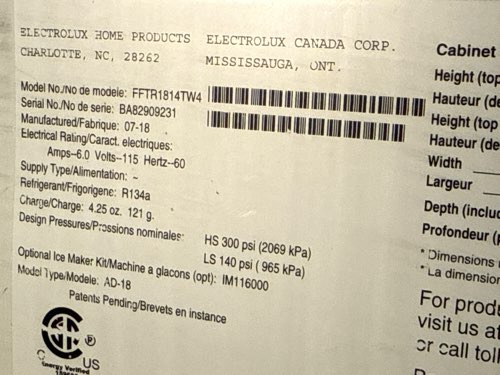 ELECTROLUX HOME PRODUCTS ELECTROLUX CANADA CORP.
CHARLOTTE, NC, 28262 MISSISSAUGA, ONT.
Model No./No de modele: FFTR1814TW4
Serial No./No de serie: BA82909231
Manufactured/Fabrique: 07-18
Electrical Rating/Caract. electriques:
Amps--6.0 Volts--115 Hertz--60
Supply Type/Alimentation: -
Refrigerant/Frigorigene: R134a
Charge/Charge: 4.25 oz. 121 g.
Design Pressures/Pressions nominales: HS 300 psi (2069 kPa)
LS 140 psi ( 965 kPa)
Optional Ice Maker Kit/Machine a glacons (opt): IM116000
Model Type/Modele: AD-18
Patents Pending/Brevets en instance
C US
Energy Verified
Cabinet
Height (top
Hauteur (de
Height (top
Hauteur (de
Width
Largeur
Depth (includ
Profondeur (
* Dimensions
* La dimension
For produ
visit us at
or call toll